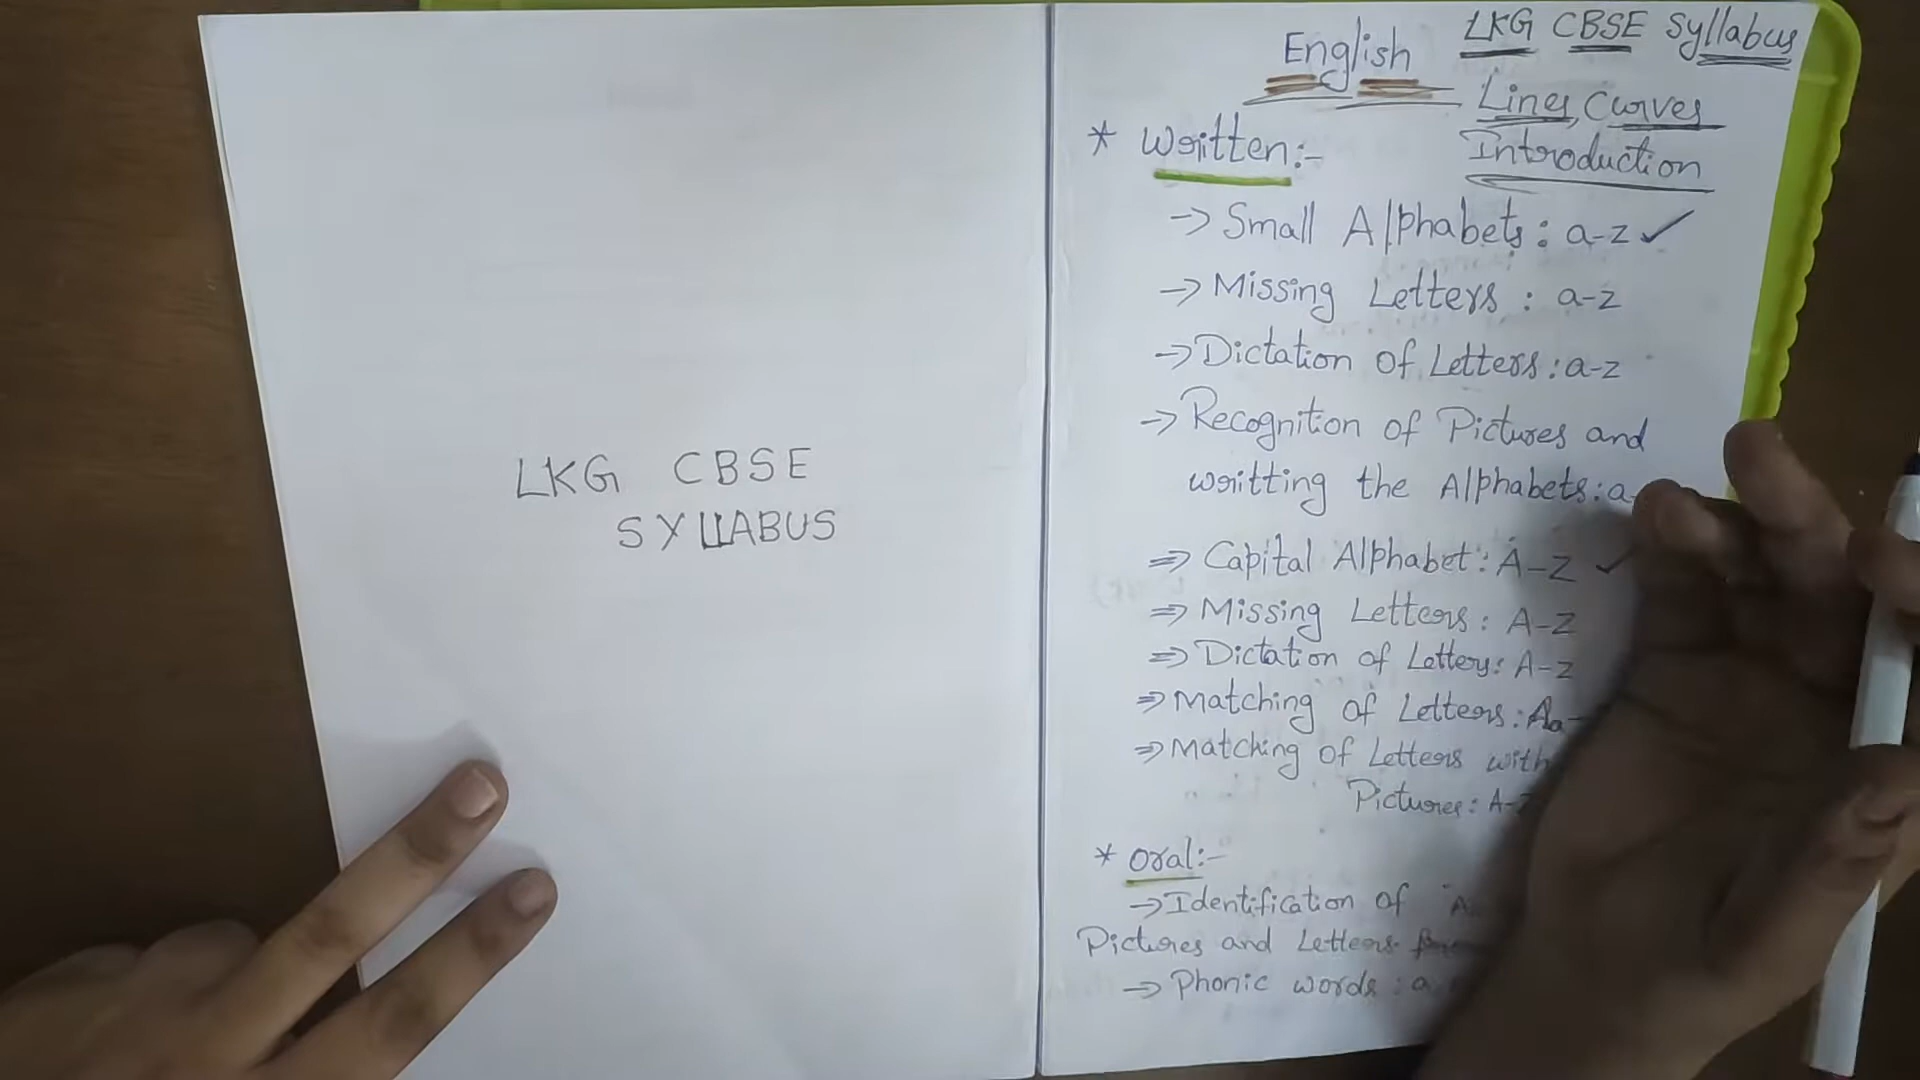 LKG CBSE
SYLLABUS
English
LKG CBSE Syllabus
Lines, Curves
Introduction
* Written:-
-> Small Alphabets: a-z ✓
-> Missing Letters : a-z
-> Dictation of Letters: a-z
-> Recognition of Pictures and
writting the Alphabets: a-
=> Capital Alphabet: A-Z ✓
=> Missing Letters: A-Z
=> Dictation of Letters: A-Z
=> Matching of Letters: Aa-
=> Matching of Letters with
Pictures: A-Z
* Oral:-
-> Identification of A
Pictures and Letters
-> Phonic words : a